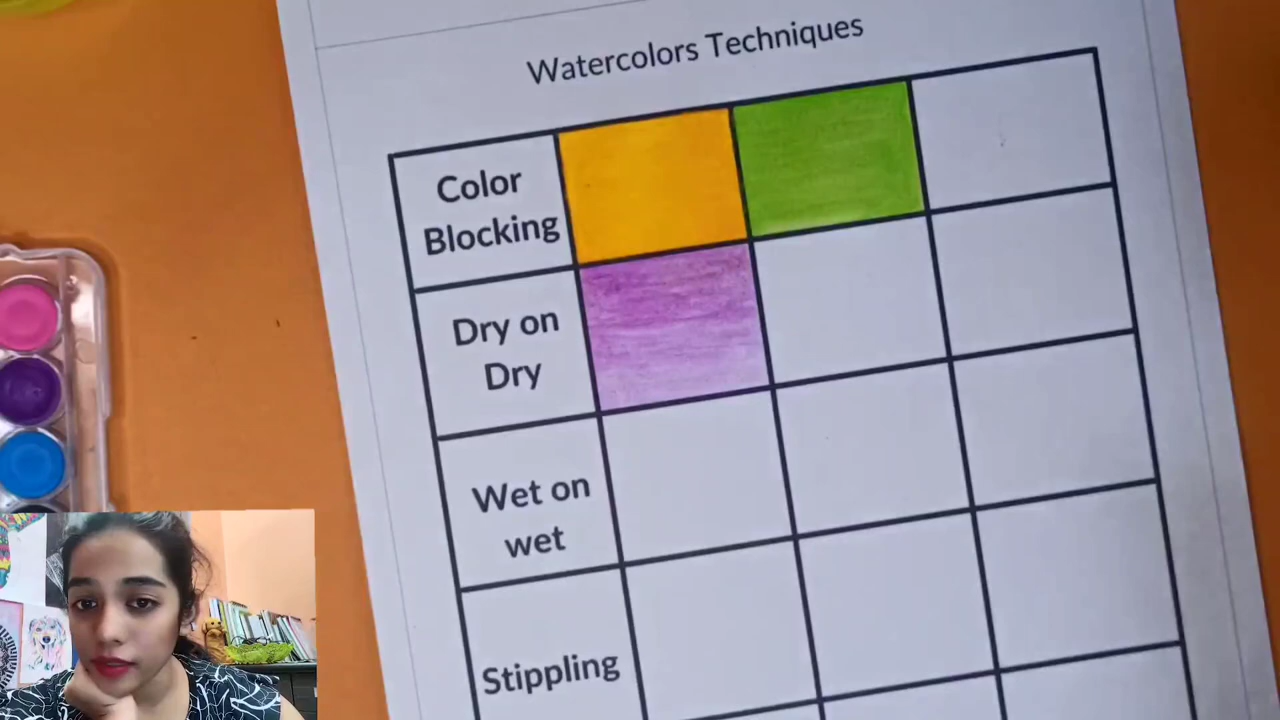 Watercolors Techniques
Color
Blocking
Dry on
Dry
Wet on
wet
Stippling